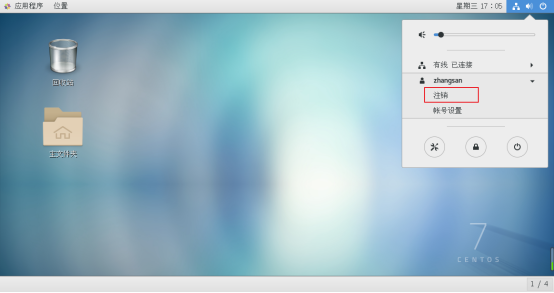 应用程序 位置 星期三 17:05
有线 已连接
zhangsan
注销
帐号设置
回收站
主文件夹
7
CENTOS
1 / 4